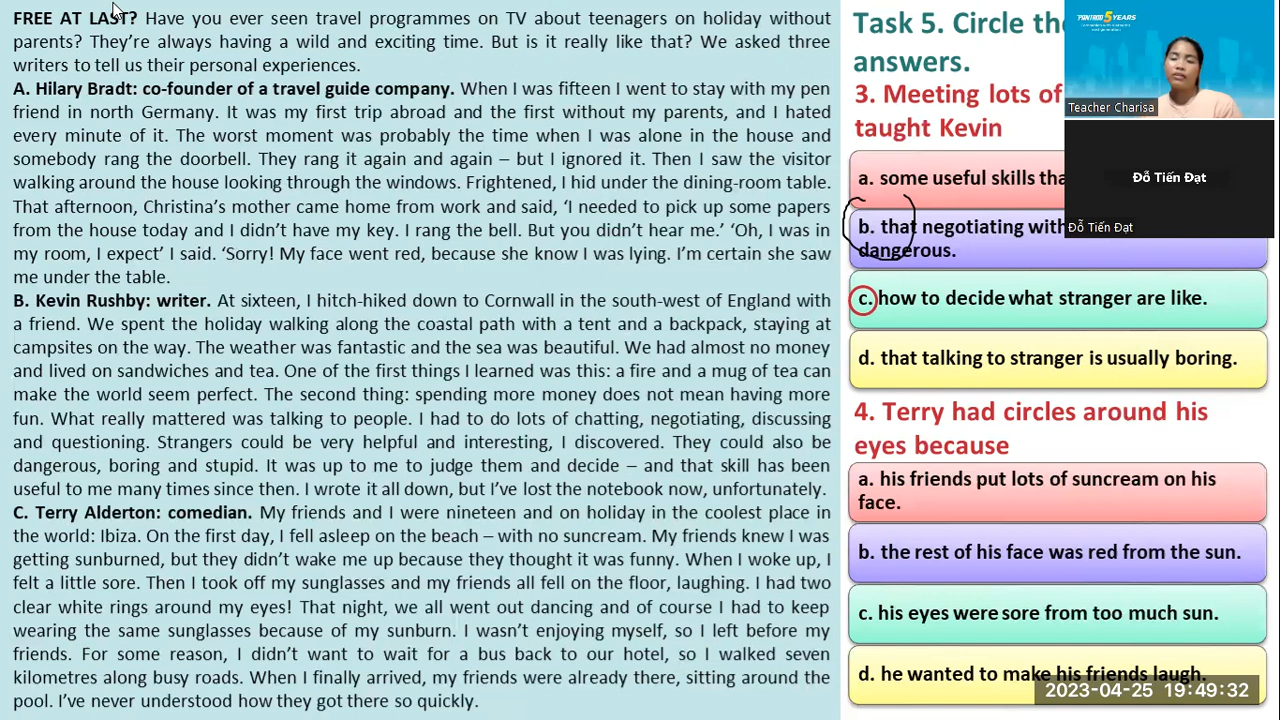 FREE AT LAST? Have you ever seen travel programmes on TV about teenagers on holiday without
parents? They're always having a wild and exciting time. But is it really like that? We asked three
writers to tell us their personal experiences.
A. Hilary Bradt: co-founder of a travel guide company. When I was fifteen I went to stay with my pen
friend in north Germany. It was my first trip abroad and the first without my parents, and I hated
every minute of it. The worst moment was probably the time when I was alone in the house and
somebody rang the doorbell. They rang it again and again – but I ignored it. Then I saw the visitor
walking around the house looking through the windows. Frightened, I hid under the dining-room table.
That afternoon, Christina's mother came home from work and said, 'I needed to pick up some papers
from the house today and I didn't have my key. I rang the bell. But you didn't hear me.' 'Oh, I was in
my room, I expect' I said. 'Sorry! My face went red, because she know I was lying. I'm certain she saw
me under the table.
B. Kevin Rushby: writer. At sixteen, I hitch-hiked down to Cornwall in the south-west of England with
a friend. We spent the holiday walking along the coastal path with a tent and a backpack, staying at
campsites on the way. The weather was fantastic and the sea was beautiful. We had almost no money
and lived on sandwiches and tea. One of the first things I learned was this: a fire and a mug of tea can
make the world seem perfect. The second thing: spending more money does not mean having more
fun. What really mattered was talking to people. I had to do lots of chatting, negotiating, discussing
and questioning. Strangers could be very helpful and interesting, I discovered. They could also be
dangerous, boring and stupid. It was up to me to judge them and decide – and that skill has been
useful to me many times since then. I wrote it all down, but I've lost the notebook now, unfortunately.
C. Terry Alderton: comedian. My friends and I were nineteen and on holiday in the coolest place in
the world: Ibiza. On the first day, I fell asleep on the beach – with no suncream. My friends knew I was
getting sunburned, but they didn't wake me up because they thought it was funny. When I woke up, I
felt a little sore. Then I took off my sunglasses and my friends all fell on the floor, laughing. I had two
clear white rings around my eyes! That night, we all went out dancing and of course I had to keep
wearing the same sunglasses because of my sunburn. I wasn't enjoying myself, so I left before my
friends. For some reason, I didn't want to wait for a bus back to our hotel, so I walked seven
kilometres along busy roads. When I finally arrived, my friends were already there, sitting around the
pool. I've never understood how they got there so quickly.
Task 5. Circle the
answers.
3. Meeting lots of
taught Kevin
a. some useful skills tha
b. that negotiating with
dangerous.
c. how to decide what stranger are like.
d. that talking to stranger is usually boring.
4. Terry had circles around his
eyes because
a. his friends put lots of suncream on his
face.
b. the rest of his face was red from the sun.
c. his eyes were sore from too much sun.
d. he wanted to make his friends laugh.
5 YEARS
Teacher Charisa
Đỗ Tiến Đạt
Đỗ Tiến Đạt
2023-04-25 19:49:32